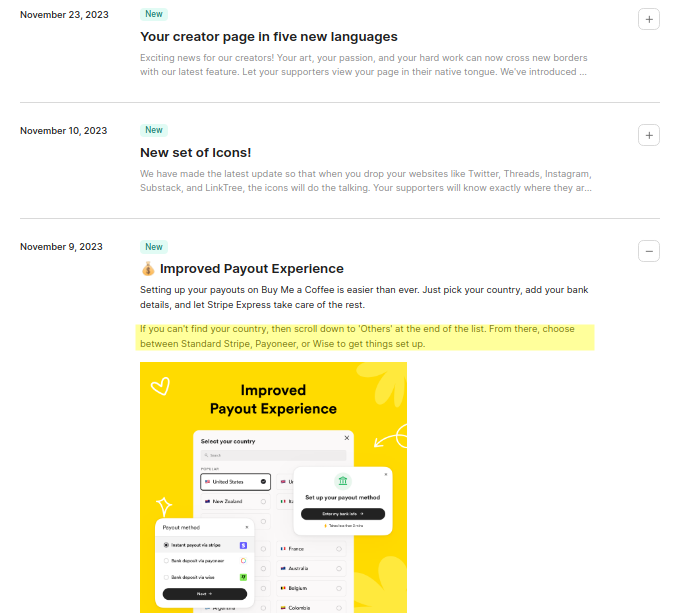 November 23, 2023
New
Your creator page in five new languages
Exciting news for our creators! Your art, your passion, and your hard work can now cross new borders
with our latest feature. Let your supporters view your page in their native tongue. We've introduced ...
November 10, 2023
New
New set of Icons!
We have made the latest update so that when you drop your websites like Twitter, Threads, Instagram,
Substack, and LinkTree, the icons will do the talking. Your supporters will know exactly where they ar...
November 9, 2023
New
💰 Improved Payout Experience
Setting up your payouts on Buy Me a Coffee is easier than ever. Just pick your country, add your bank
details, and let Stripe Express take care of the rest.
If you can't find your country, then scroll down to 'Others' at the end of the list. From there, choose
between Standard Stripe, Payoneer, or Wise to get things set up.
Improved
Payout Experience
Select your country
Search
United States
New Zealand
Set up your payout method
Enter my bank info →
Payout method
Instant payout via stripe
Bank deposit via payoneer
Bank deposit via wise
Next →
France
Australia
Belgium
Argentina
Colombia